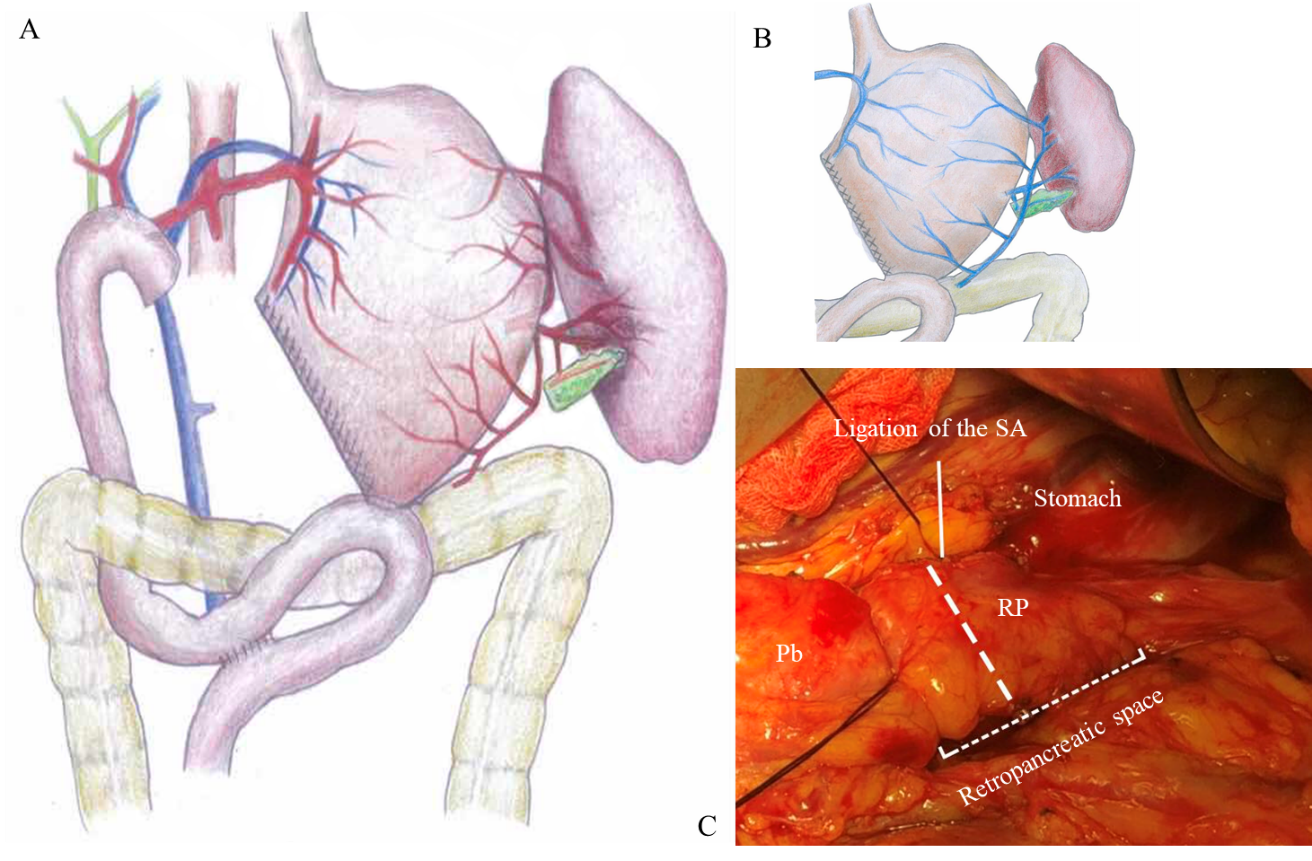 A
B
Ligation of the SA
Stomach
RP
Pb
Retropancreatic space
C